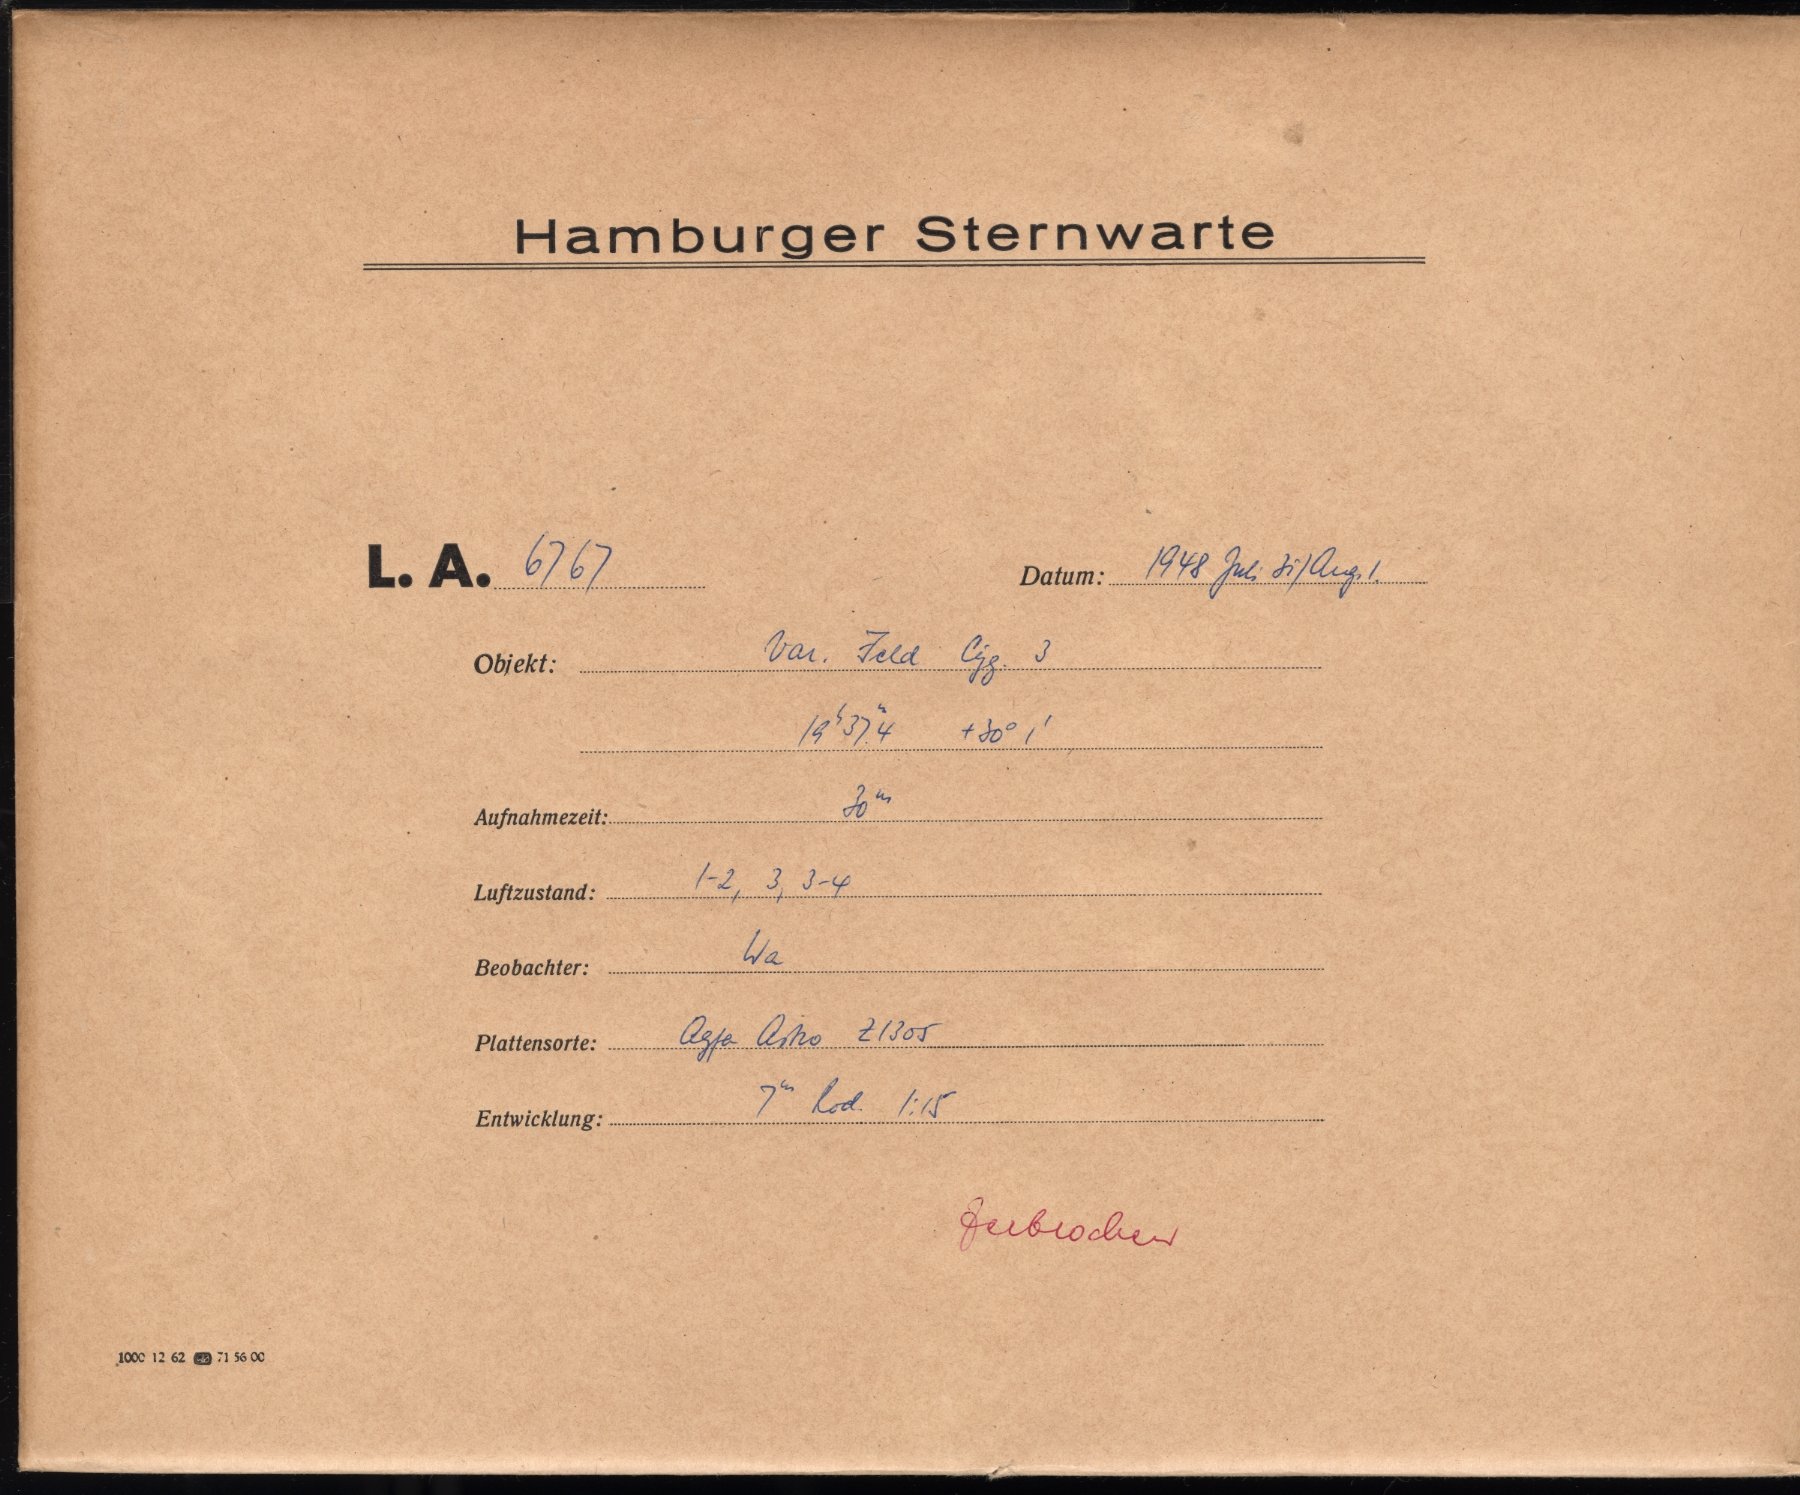 Hamburger Sternwarte
L. A. 6767 Datum: 1948 Juli 31/Aug. 1.
Objekt: Var. Feld Cyg. 3
19ʰ37ᵐ.4 +30° 1'
Aufnahmezeit: 30ᵐ
Luftzustand: 1-2, 3, 3-4
Beobachter: Wa
Plattensorte: Agfa Astro Z1305
Entwicklung: 7ᵐ Rod. 1:15
Zerbrochen
1000 12 62 71 56 00